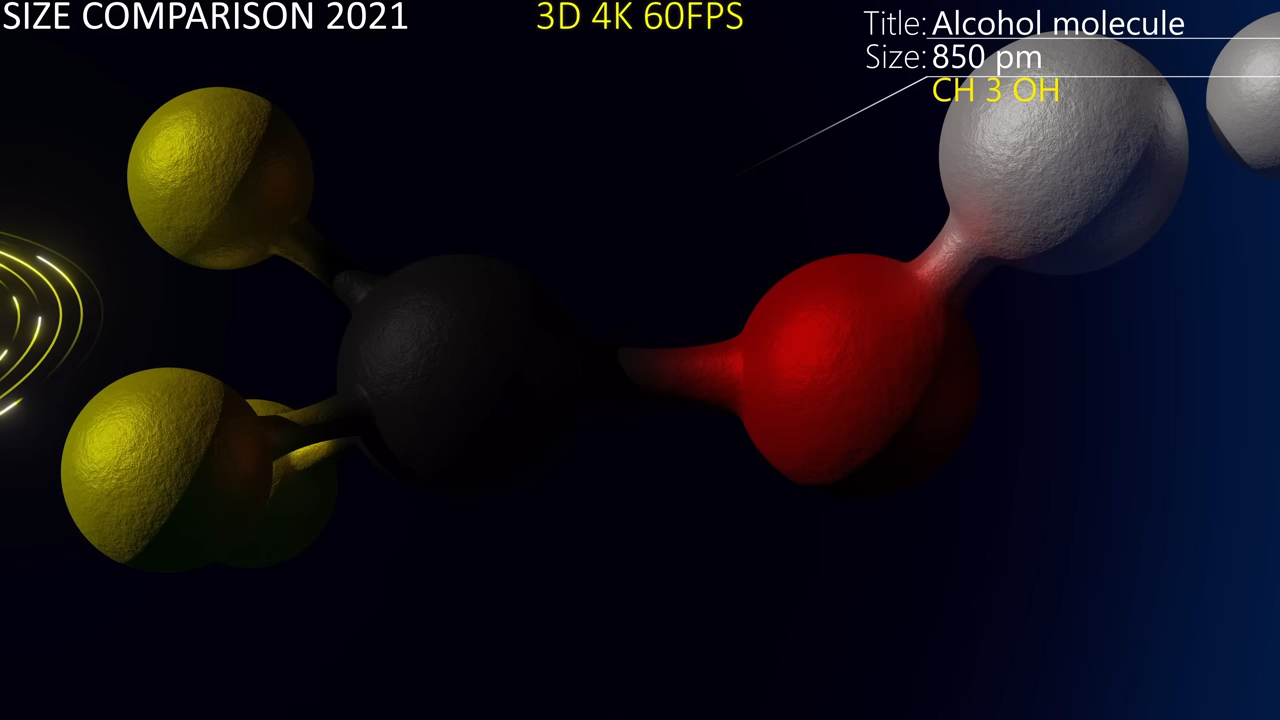 SIZE COMPARISON 2021
3D 4K 60FPS
Title: Alcohol molecule
Size: 850 pm
CH 3 OH